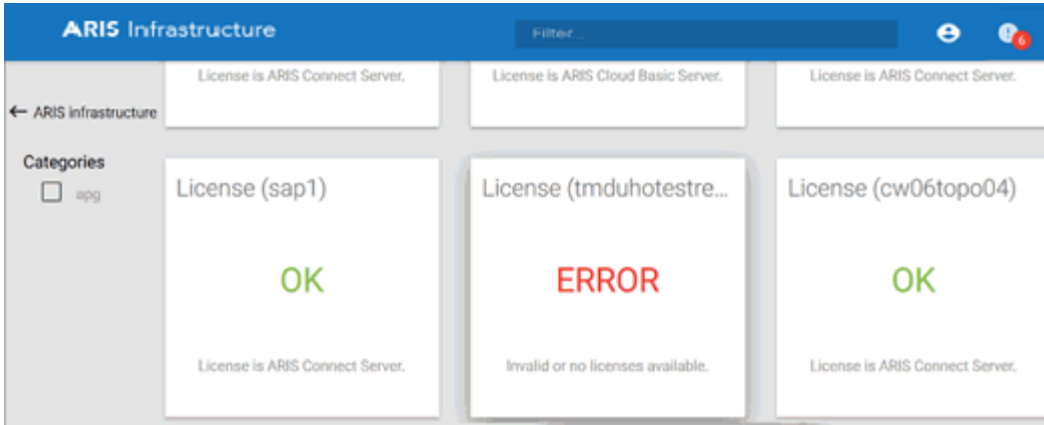 ARIS Infrastructure
Filter...
6
License is ARIS Connect Server.
License is ARIS Cloud Basic Server.
License is ARIS Connect Server.
← ARIS infrastructure
Categories
apg
License (sap1)
OK
License is ARIS Connect Server.
License (tmduhotestre...
ERROR
Invalid or no licenses available.
License (cw06topo04)
OK
License is ARIS Connect Server.